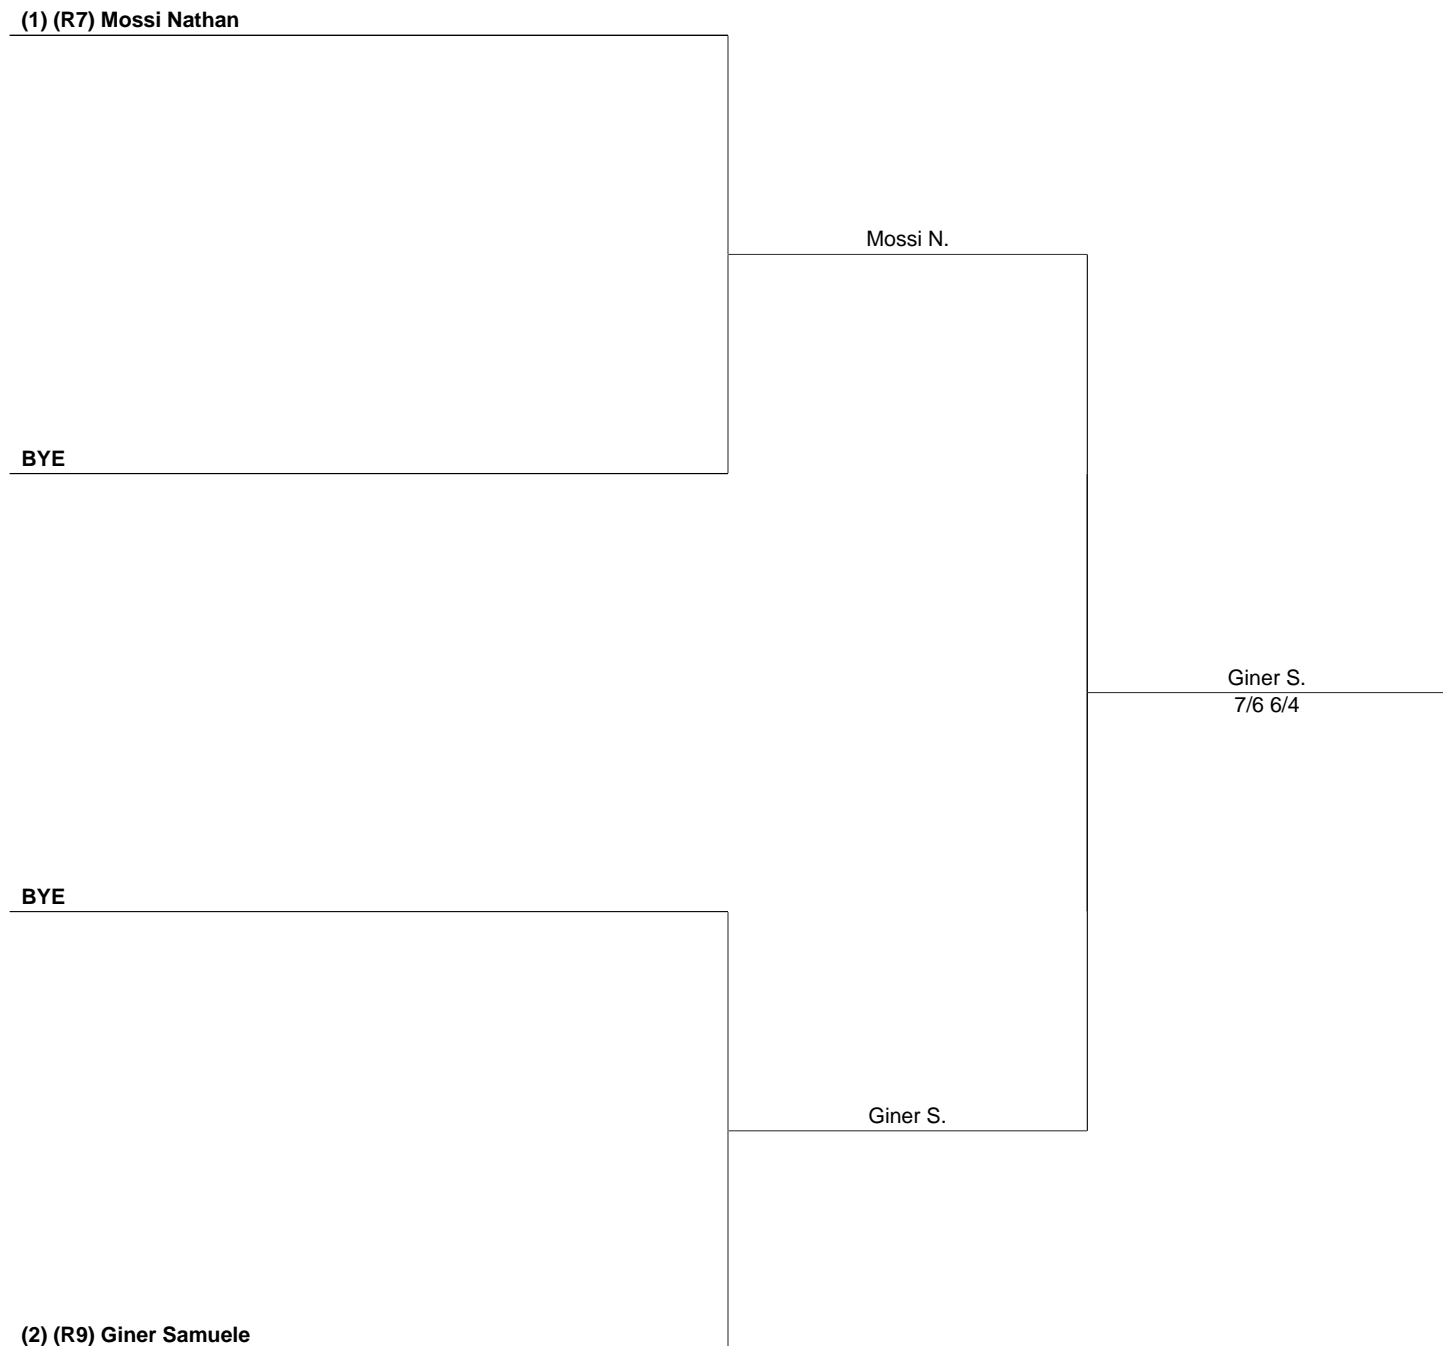 (1) (R7) Mossi Nathan
Mossi N.
BYE
Giner S.
7/6 6/4
BYE
Giner S.
(2) (R9) Giner Samuele